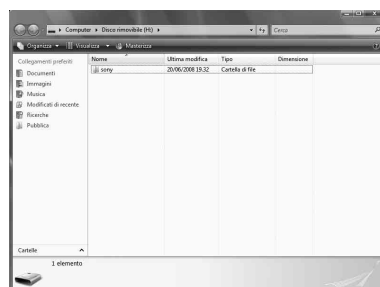 Computer ▸ Disco rimovibile (H:) ▸
Cerca
Organizza Visualizza Masterizza
Collegamenti preferiti
Documenti
Immagini
Musica
Modificati di recente
Ricerche
Pubblica
Cartelle
Nome Ultima modifica Tipo Dimensione
sony 20/06/2008 19.32 Cartella di file
1 elemento